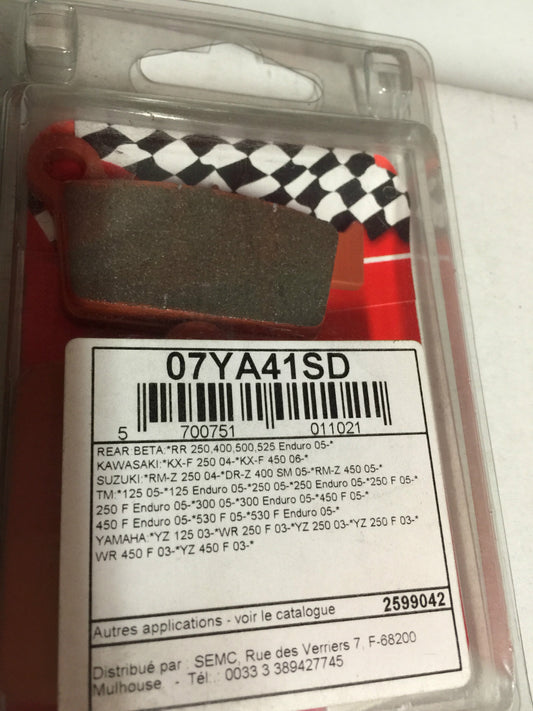 07YA41SD
5 700751 011021
REAR BETA:*RR 250,400,500,525 Enduro 05-*
KAWASAKI:*KX-F 250 04-*KX-F 450 06-*
SUZUKI:*RM-Z 250 04-*DR-Z 400 SM 05-*RM-Z 450 05-*
TM:*125 05-*125 Enduro 05-*250 05-*250 Enduro 05-*250 F 05-*
250 F Enduro 05-*300 05-*300 Enduro 05-*450 F 05-*
450 F Enduro 05-*530 F 05-*530 F Enduro 05-*
YAMAHA:*YZ 125 03-*WR 250 F 03-*YZ 250 03-*YZ 250 F 03-*
WR 450 F 03-*YZ 450 F 03-*
Autres applications - voir le catalogue 2599042
Distribué par : SEMC, Rue des Verriers 7, F-68200
Mulhouse - Tél.: 0033 3 389427745